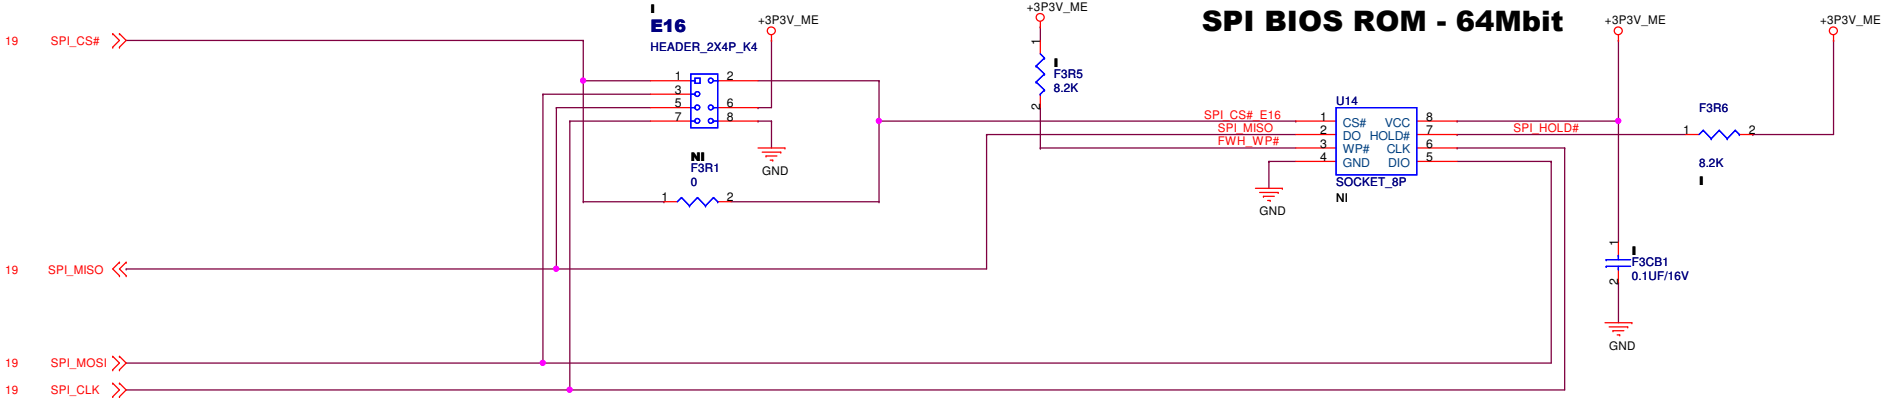 SPI BIOS ROM - 64Mbit
19 SPI_CS#
I
E16
HEADER_2X4P_K4
+3P3V_ME
1 2
3
5 6
7 8
GND
NI
F3R1
0
1 2
+3P3V_ME
1
I
F3R5
8.2K
2
SPI_CS#_E16
SPI_MISO
FWH_WP#
GND
U14
1 CS# VCC 8
2 DO HOLD# 7
3 WP# CLK 6
4 GND DIO 5
SOCKET_8P
NI
SPI_HOLD#
+3P3V_ME
+3P3V_ME
F3R6
1 2
8.2K
I
1
I
F3CB1
0.1UF/16V
2
GND
19 SPI_MISO
19 SPI_MOSI
19 SPI_CLK